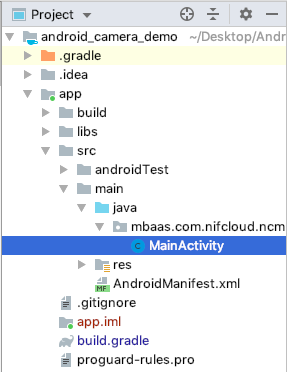 Project
android_camera_demo ~/Desktop/Andr
.gradle
.idea
app
build
libs
src
androidTest
main
java
mbaas.com.nifcloud.ncm
MainActivity
res
AndroidManifest.xml
.gitignore
app.iml
build.gradle
proguard-rules.pro